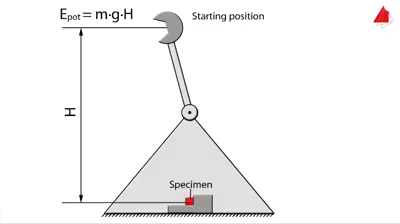 Epot = m·g·H
Starting position
H
Specimen